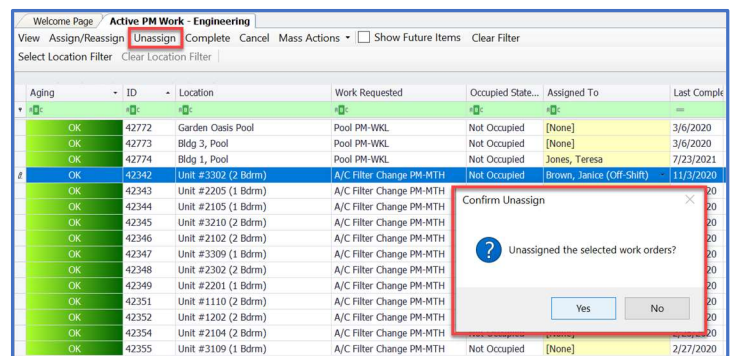 Welcome Page Active PM Work - Engineering
View Assign/Reassign Unassign Complete Cancel Mass Actions Show Future Items Clear Filter
Select Location Filter Clear Location Filter
Aging ID Location Work Requested Occupied State... Assigned To Last Comple
OK 42772 Garden Oasis Pool Pool PM-WKL Not Occupied [None] 3/6/2020
OK 42773 Bldg 3, Pool Pool PM-WKL Not Occupied [None] 3/6/2020
OK 42774 Bldg 1, Pool Pool PM-WKL Not Occupied Jones, Teresa 7/23/2021
OK 42342 Unit #3302 (2 Bdrm) A/C Filter Change PM-MTH Not Occupied Brown, Janice (Off-Shift) 11/3/2020
OK 42343 Unit #2205 (1 Bdrm) A/C Filter Change PM-MTH 20
OK 42344 Unit #2105 (1 Bdrm) A/C Filter Change PM-MTH 20
OK 42345 Unit #3210 (2 Bdrm) A/C Filter Change PM-MTH 20
OK 42346 Unit #2102 (2 Bdrm) A/C Filter Change PM-MTH 20
OK 42347 Unit #3309 (1 Bdrm) A/C Filter Change PM-MTH 20
OK 42348 Unit #2302 (2 Bdrm) A/C Filter Change PM-MTH 20
OK 42349 Unit #2201 (1 Bdrm) A/C Filter Change PM-MTH 20
OK 42351 Unit #1110 (2 Bdrm) A/C Filter Change PM-MTH 20
OK 42352 Unit #1202 (2 Bdrm) A/C Filter Change PM-MTH 20
OK 42354 Unit #2104 (2 Bdrm) A/C Filter Change PM-MTH
OK 42355 Unit #3109 (1 Bdrm) A/C Filter Change PM-MTH Not Occupied [None] 2/27/2020
Confirm Unassign
Unassigned the selected work orders?
Yes No